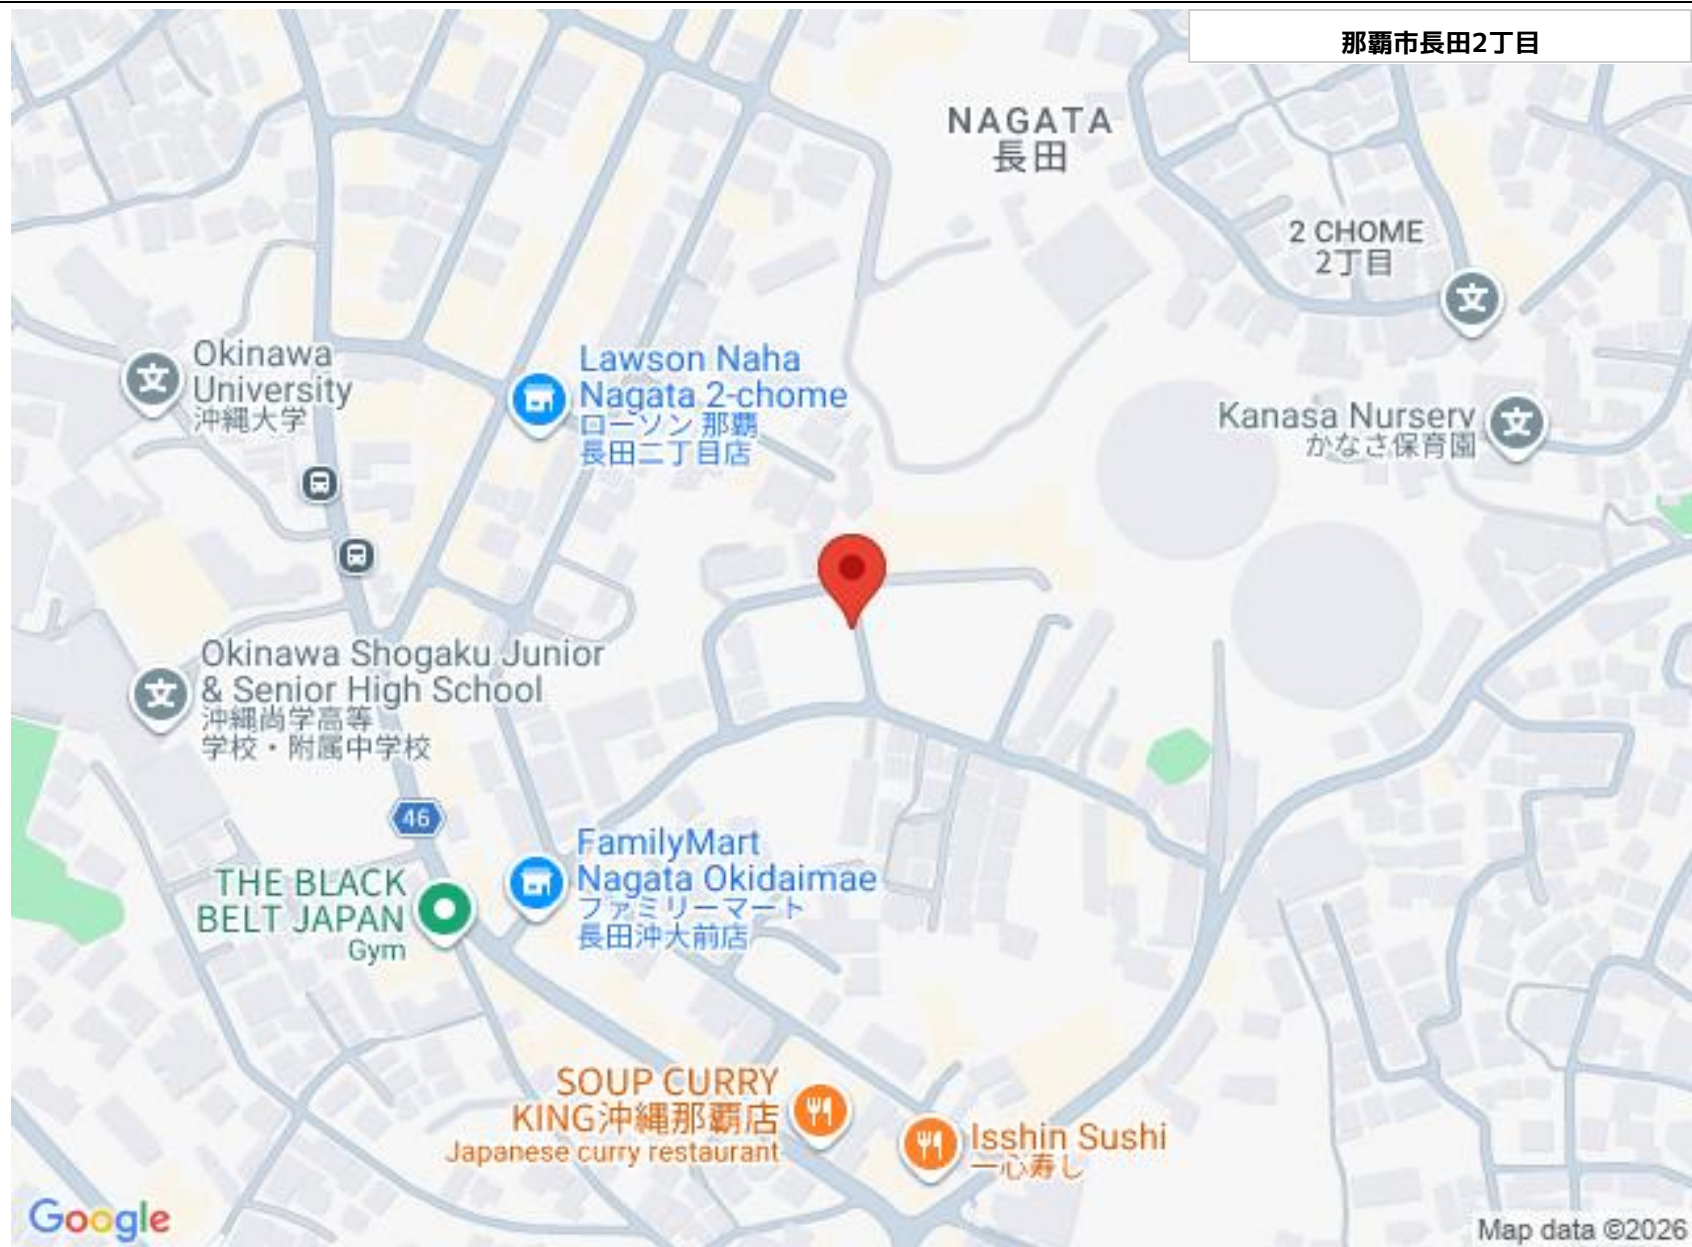 那覇市長田2丁目
NAGATA
長田
2 CHOME
2丁目
Okinawa
University
沖縄大学
Lawson Naha
Nagata 2-chome
ローソン 那覇
長田二丁目店
Kanasa Nursery
かなさ保育園
Okinawa Shogaku Junior
& Senior High School
沖縄尚学高等
学校・附属中学校
46
THE BLACK
BELT JAPAN
Gym
FamilyMart
Nagata Okidaimae
ファミリーマート
長田沖大前店
SOUP CURRY
KING沖縄那覇店
Japanese curry restaurant
Isshin Sushi
一心寿し
Google
Map data ©2026